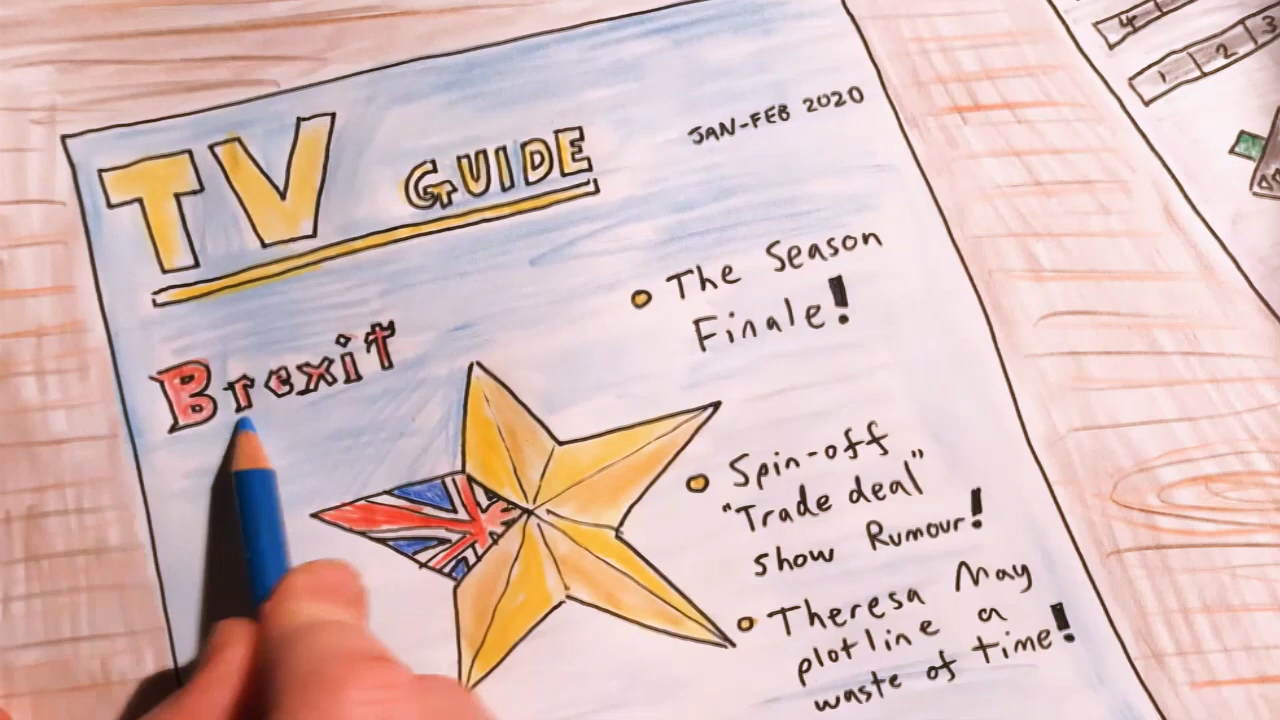 TV GUIDE
JAN-FEB 2020
Brexit
The Season
Finale!
Spin-off
"Trade deal"
show Rumour!
Theresa May
plotline a
waste of time!
4
1 2 3